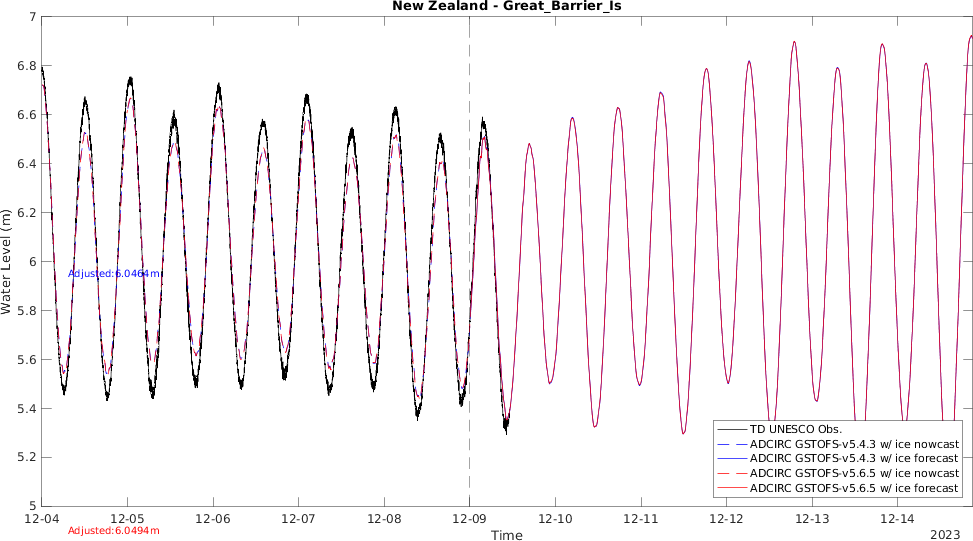 New Zealand - Great_Barrier_Is
7
6.8
6.6
6.4
6.2
6
5.8
5.6
5.4
5.2
5
Water Level (m)
Adjusted:6.0464m
TD UNESCO Obs.
ADCIRC GSTOFS-v5.4.3 w/ ice nowcast
ADCIRC GSTOFS-v5.4.3 w/ ice forecast
ADCIRC GSTOFS-v5.6.5 w/ ice nowcast
ADCIRC GSTOFS-v5.6.5 w/ ice forecast
12-04 12-05 12-06 12-07 12-08 12-09 12-10 12-11 12-12 12-13 12-14
Adjusted:6.0494m
Time
2023